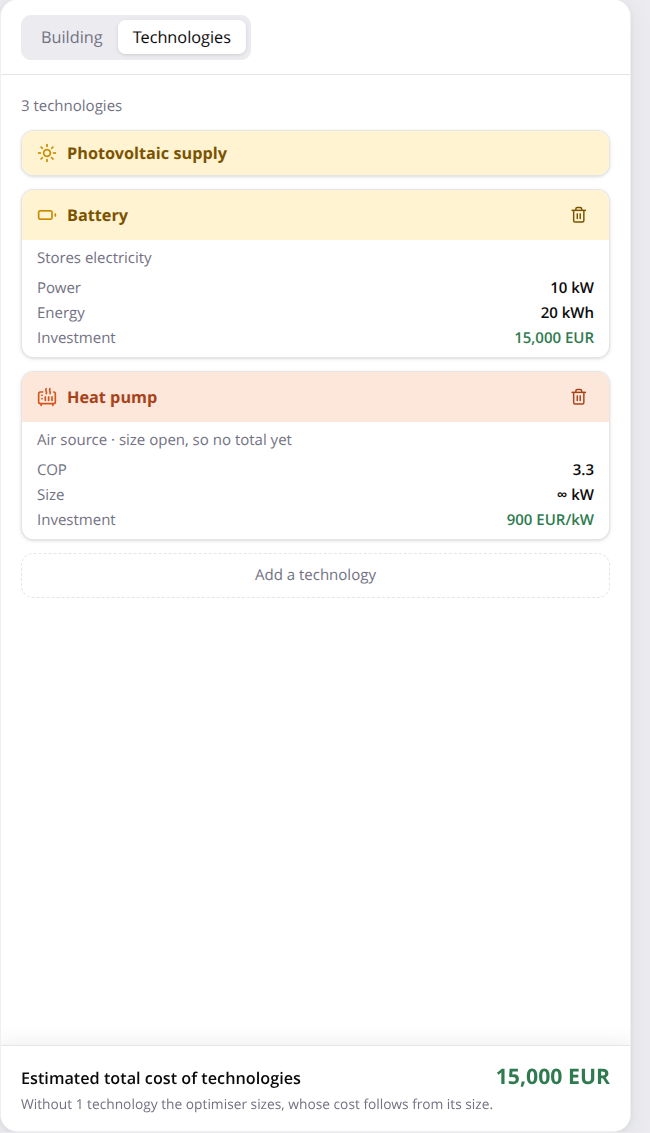 Building
Technologies
3 technologies
Photovoltaic supply
Battery
Stores electricity
Power 10 kW
Energy 20 kWh
Investment 15,000 EUR
Heat pump
Air source · size open, so no total yet
COP 3.3
Size ∞ kW
Investment 900 EUR/kW
Add a technology
Estimated total cost of technologies 15,000 EUR
Without 1 technology the optimiser sizes, whose cost follows from its size.